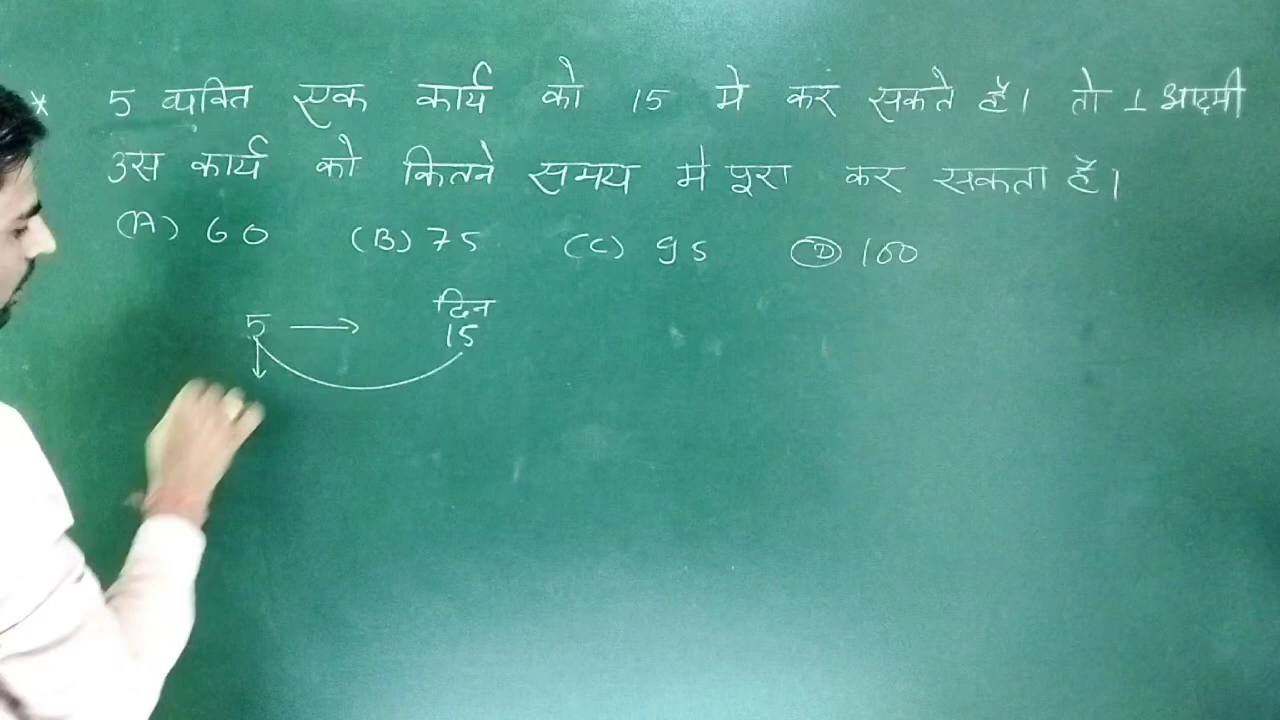 * 5 व्यक्ति एक कार्य को 15 मे कर सकते हैं। तो 1 आदमी
उस कार्य को कितने समय मे पूरा कर सकता हैं।
(A) 60 (B) 75 (C) 95 (D) 100
दिन
5 → 15